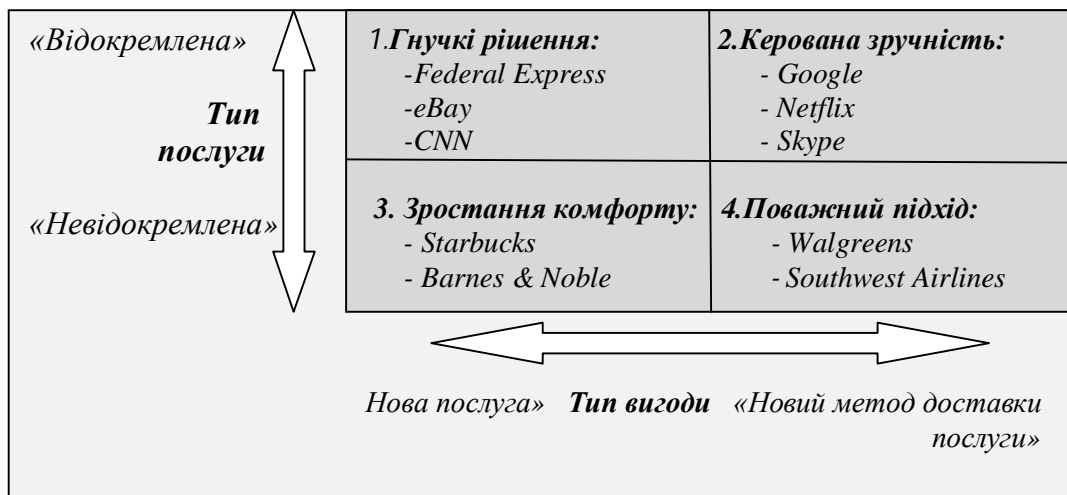 «Відокремлена»
Тип
послуги
«Невідокремлена»
1.Гнучкі рішення:
-Federal Express
-eBay
-CNN
2.Керована зручність:
- Google
- Netflix
- Skype
3. Зростання комфорту:
- Starbucks
- Barnes & Noble
4.Поважний підхід:
- Walgreens
- Southwest Airlines
Нова послуга» Тип вигоди «Новий метод доставки
послуги»